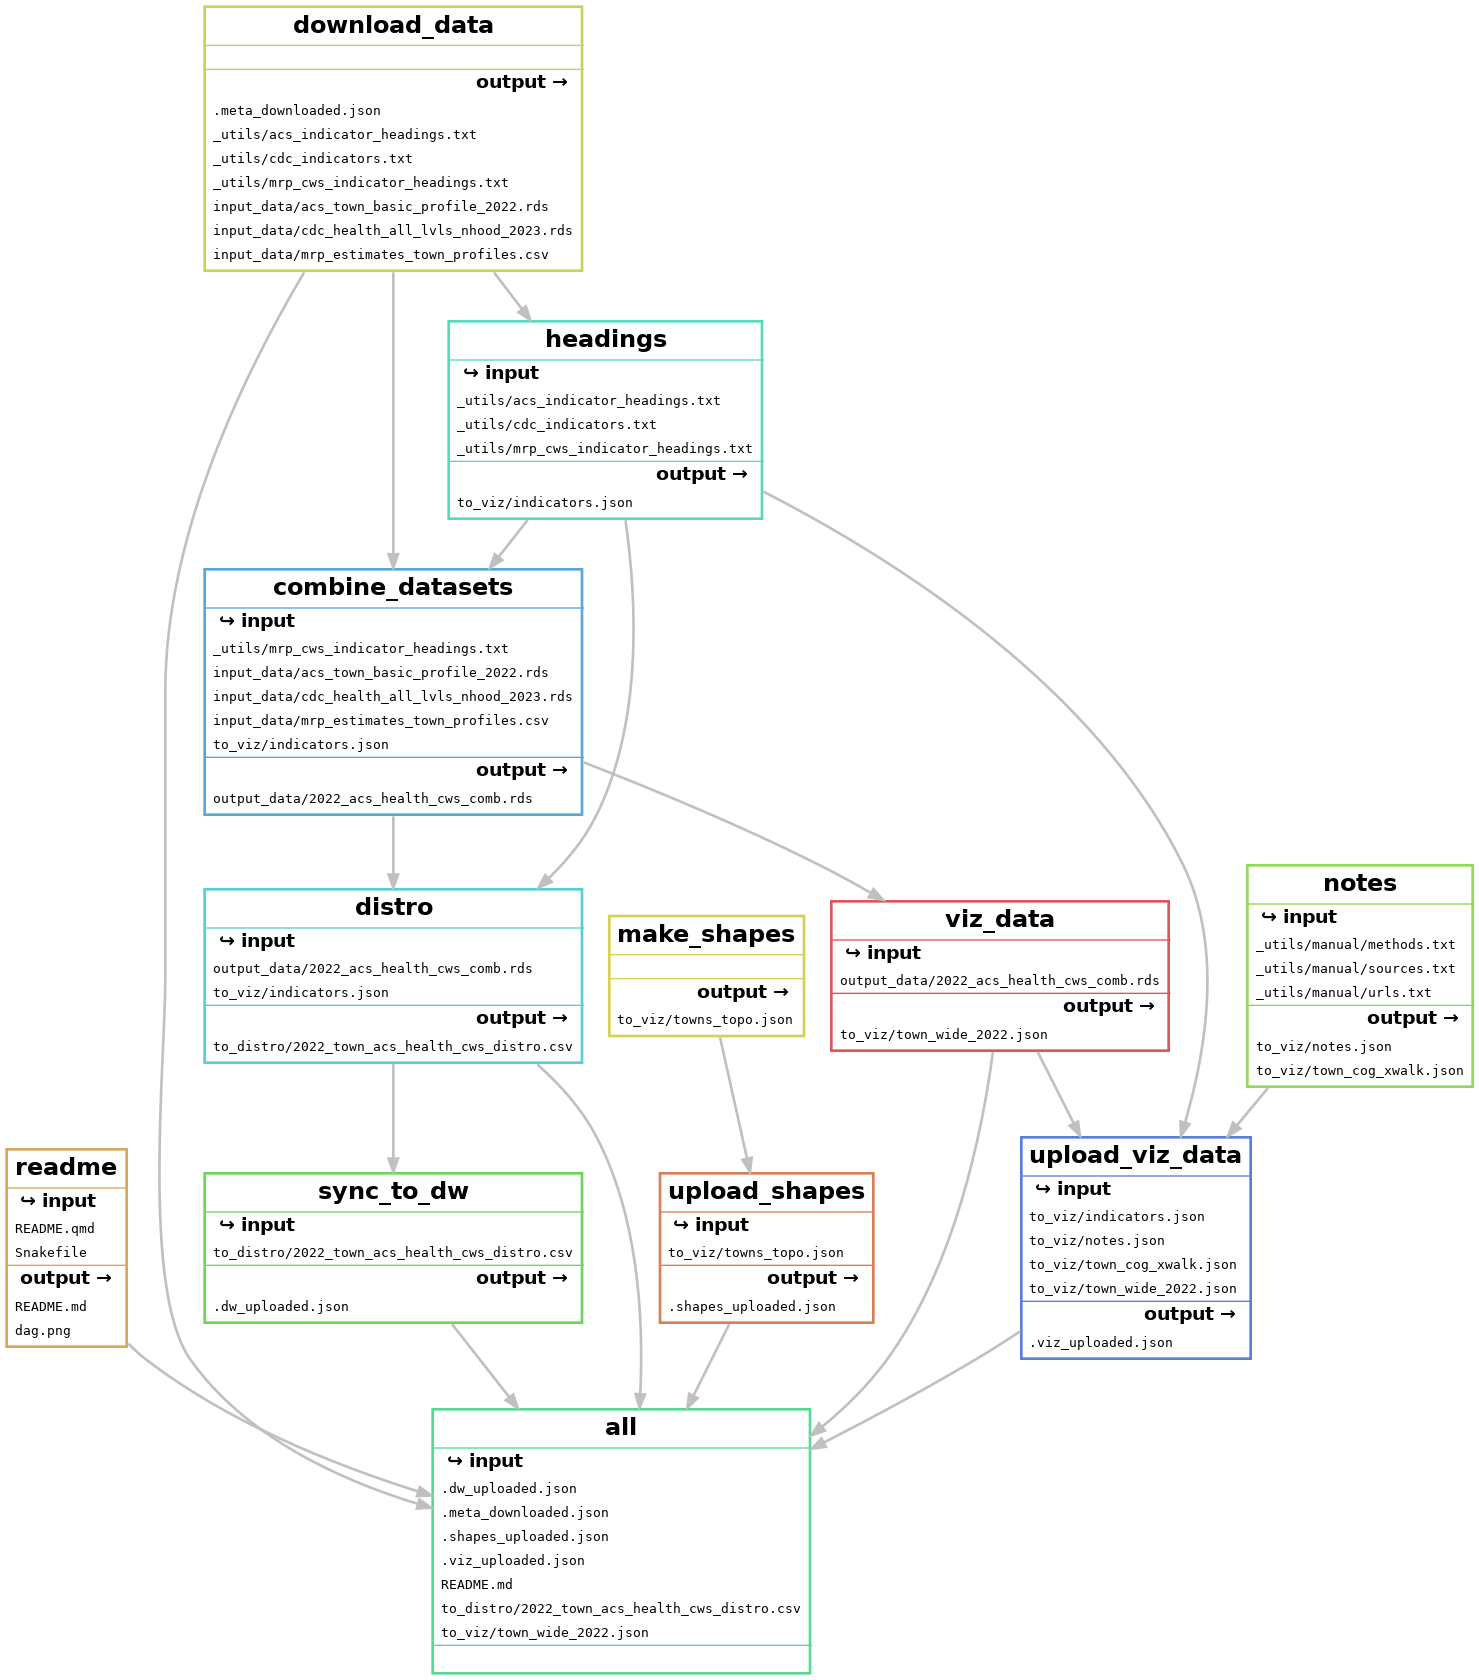 download_data
output →
.meta_downloaded.json
_utils/acs_indicator_headings.txt
_utils/cdc_indicators.txt
_utils/mrp_cws_indicator_headings.txt
input_data/acs_town_basic_profile_2022.rds
input_data/cdc_health_all_lvls_nhood_2023.rds
input_data/mrp_estimates_town_profiles.csv
headings
↪ input
_utils/acs_indicator_headings.txt
_utils/cdc_indicators.txt
_utils/mrp_cws_indicator_headings.txt
output →
to_viz/indicators.json
combine_datasets
↪ input
_utils/mrp_cws_indicator_headings.txt
input_data/acs_town_basic_profile_2022.rds
input_data/cdc_health_all_lvls_nhood_2023.rds
input_data/mrp_estimates_town_profiles.csv
to_viz/indicators.json
output →
output_data/2022_acs_health_cws_comb.rds
distro
↪ input
output_data/2022_acs_health_cws_comb.rds
to_viz/indicators.json
output →
to_distro/2022_town_acs_health_cws_distro.csv
make_shapes
output →
to_viz/towns_topo.json
viz_data
↪ input
output_data/2022_acs_health_cws_comb.rds
output →
to_viz/town_wide_2022.json
notes
↪ input
_utils/manual/methods.txt
_utils/manual/sources.txt
_utils/manual/urls.txt
output →
to_viz/notes.json
to_viz/town_cog_xwalk.json
readme
↪ input
README.qmd
Snakefile
output →
README.md
dag.png
sync_to_dw
↪ input
to_distro/2022_town_acs_health_cws_distro.csv
output →
.dw_uploaded.json
upload_shapes
↪ input
to_viz/towns_topo.json
output →
.shapes_uploaded.json
upload_viz_data
↪ input
to_viz/indicators.json
to_viz/notes.json
to_viz/town_cog_xwalk.json
to_viz/town_wide_2022.json
output →
.viz_uploaded.json
all
↪ input
.dw_uploaded.json
.meta_downloaded.json
.shapes_uploaded.json
.viz_uploaded.json
README.md
to_distro/2022_town_acs_health_cws_distro.csv
to_viz/town_wide_2022.json